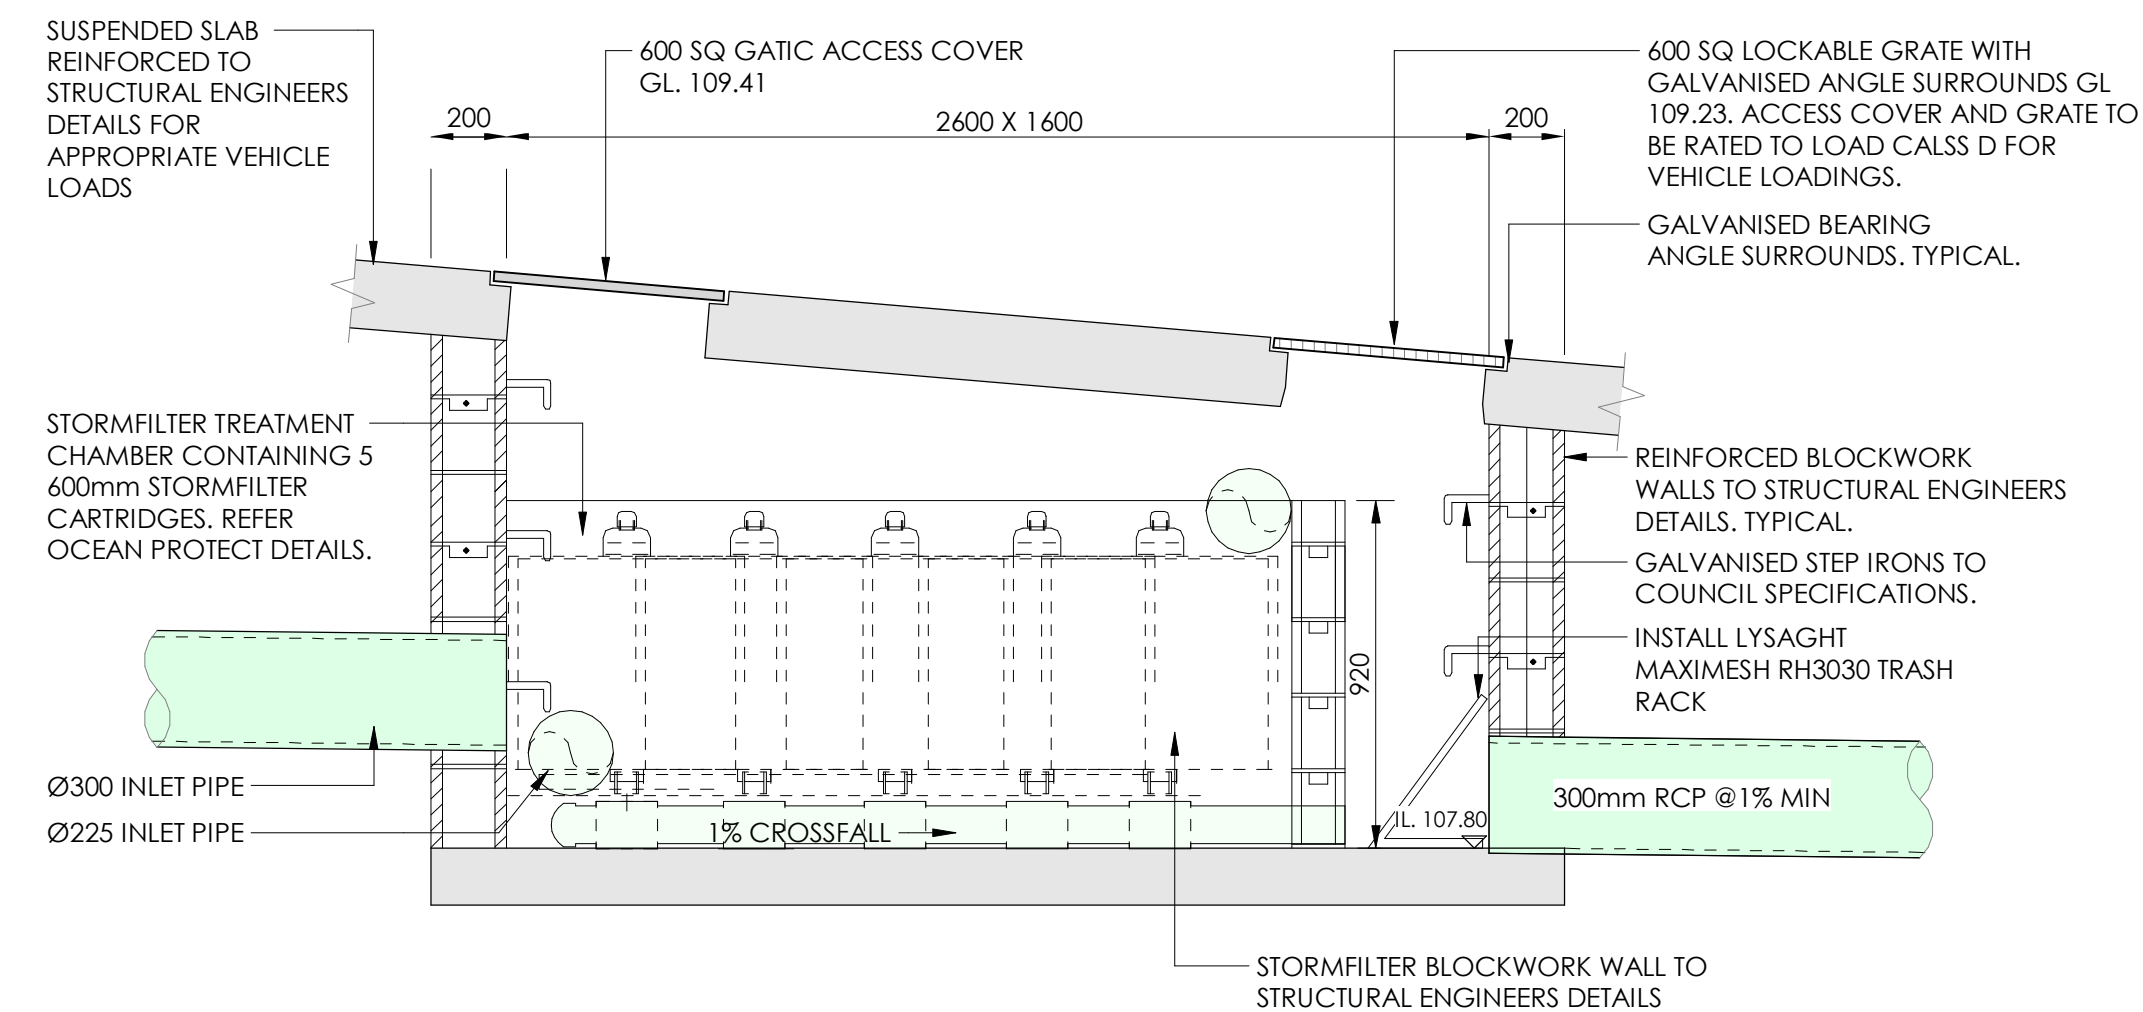 SUSPENDED SLAB
REINFORCED TO
STRUCTURAL ENGINEERS
DETAILS FOR
APPROPRIATE VEHICLE
LOADS
600 SQ GATIC ACCESS COVER
GL. 109.41
600 SQ LOCKABLE GRATE WITH
GALVANISED ANGLE SURROUNDS GL
109.23. ACCESS COVER AND GRATE TO
BE RATED TO LOAD CALSS D FOR
VEHICLE LOADINGS.
200
2600 X 1600
200
GALVANISED BEARING
ANGLE SURROUNDS. TYPICAL.
STORMFILTER TREATMENT
CHAMBER CONTAINING 5
600mm STORMFILTER
CARTRIDGES. REFER
OCEAN PROTECT DETAILS.
REINFORCED BLOCKWORK
WALLS TO STRUCTURAL ENGINEERS
DETAILS. TYPICAL.
GALVANISED STEP IRONS TO
COUNCIL SPECIFICATIONS.
INSTALL LYSAGHT
MAXIMESH RH3030 TRASH
RACK
920
Ø300 INLET PIPE
Ø225 INLET PIPE
1% CROSSFALL
IL. 107.80
300mm RCP @1% MIN
STORMFILTER BLOCKWORK WALL TO
STRUCTURAL ENGINEERS DETAILS